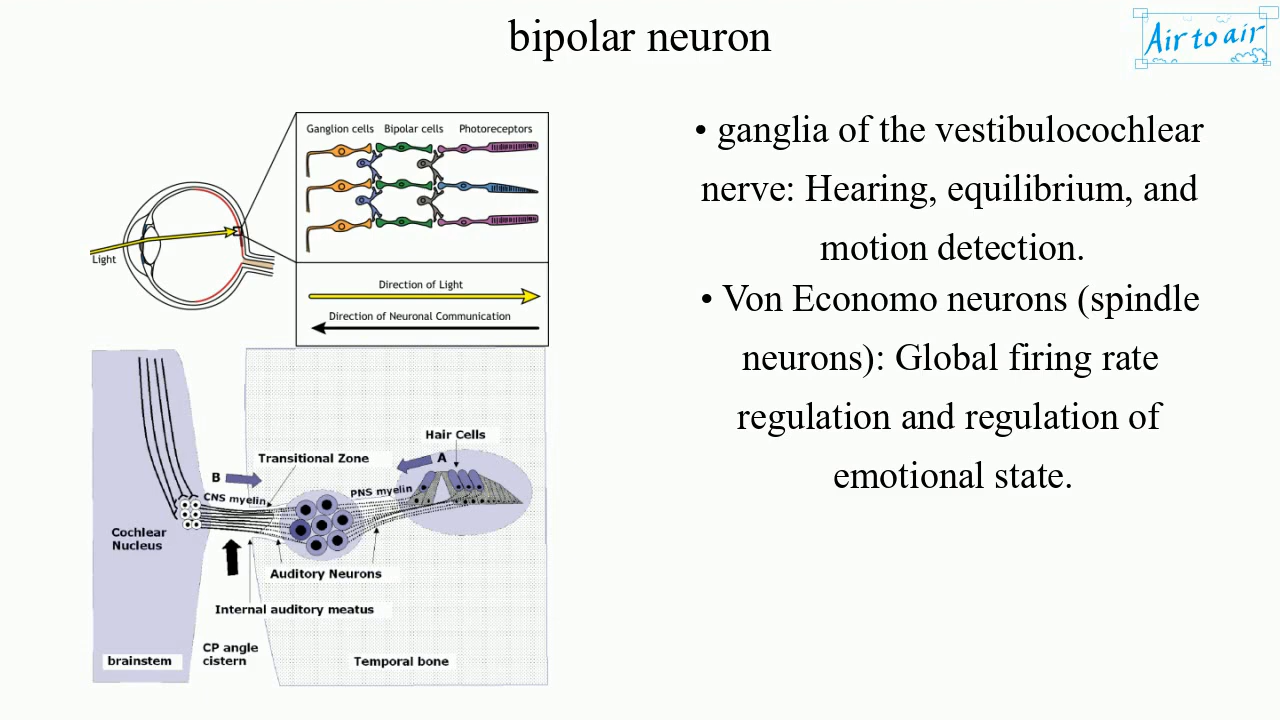 bipolar neuron
Air to air
Ganglion cells Bipolar cells Photoreceptors
Light
Direction of Light
Direction of Neuronal Communication
Hair Cells
A
Transitional Zone
B
PNS myelin
CNS myelin
Cochlear
Nucleus
Auditory Neurons
Internal auditory meatus
CP angle
cistern
brainstem
Temporal bone
• ganglia of the vestibulocochlear
nerve: Hearing, equilibrium, and
motion detection.
• Von Economo neurons (spindle
neurons): Global firing rate
regulation and regulation of
emotional state.